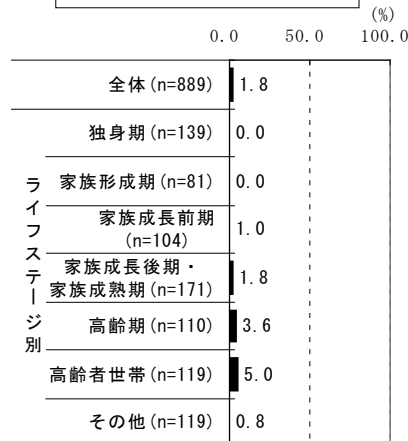 (%)
0.0 50.0 100.0
全体(n=889) 1.8
独身期(n=139) 0.0
家族形成期(n=81) 0.0
家族成長前期
(n=104) 1.0
家族成長後期・
家族成熟期(n=171) 1.8
高齢期(n=110) 3.6
高齢者世帯(n=119) 5.0
その他(n=119) 0.8
ライフステージ別